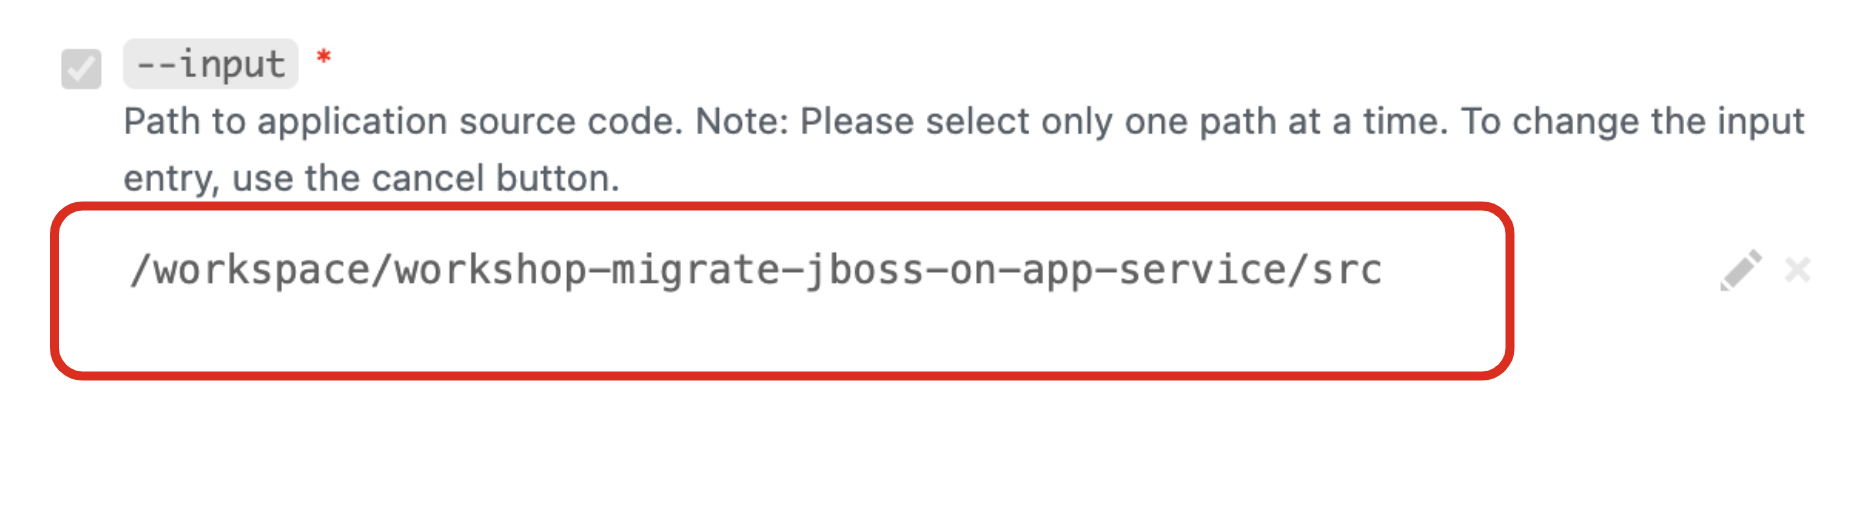 --input *
Path to application source code. Note: Please select only one path at a time. To change the input
entry, use the cancel button.
/workspace/workshop-migrate-jboss-on-app-service/src